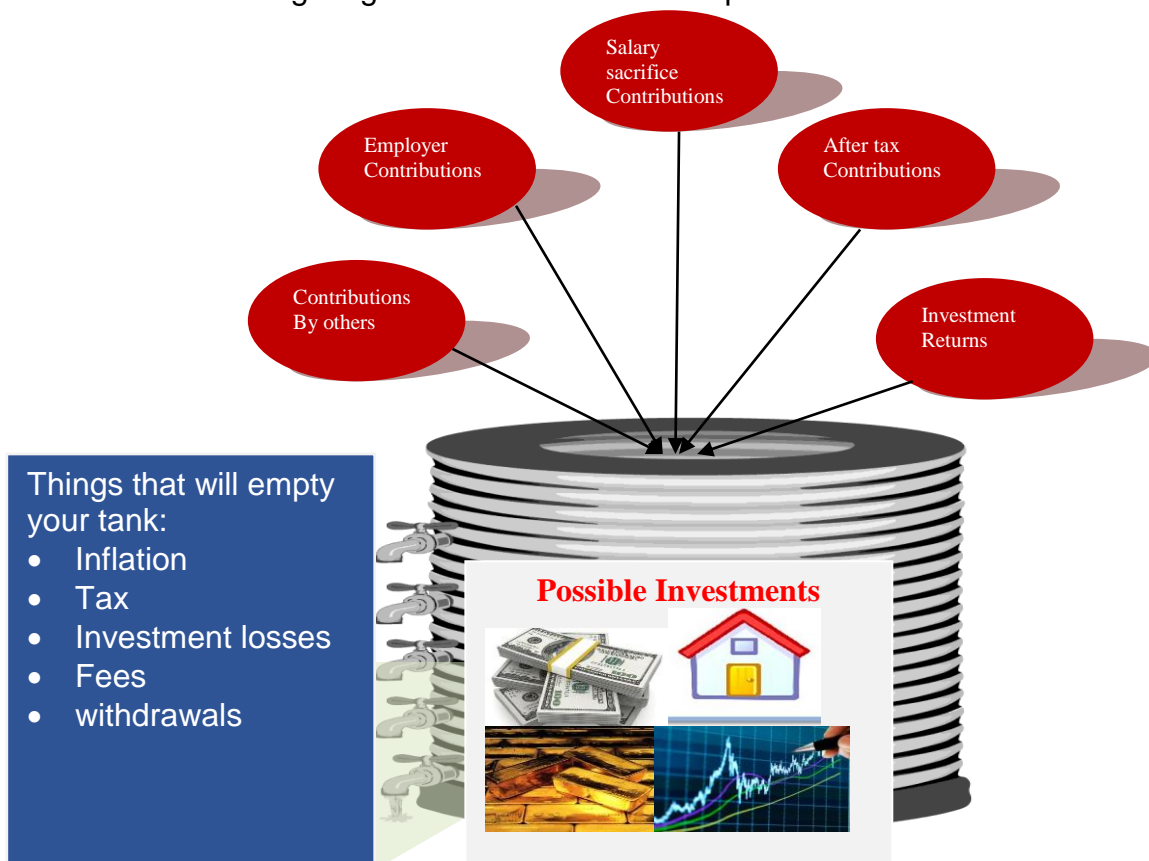 Salary
sacrifice
Contributions
Employer
Contributions
After tax
Contributions
Contributions
By others
Investment
Returns
Things that will empty
your tank:
• Inflation
• Tax
• Investment losses
• Fees
• withdrawals
Possible Investments